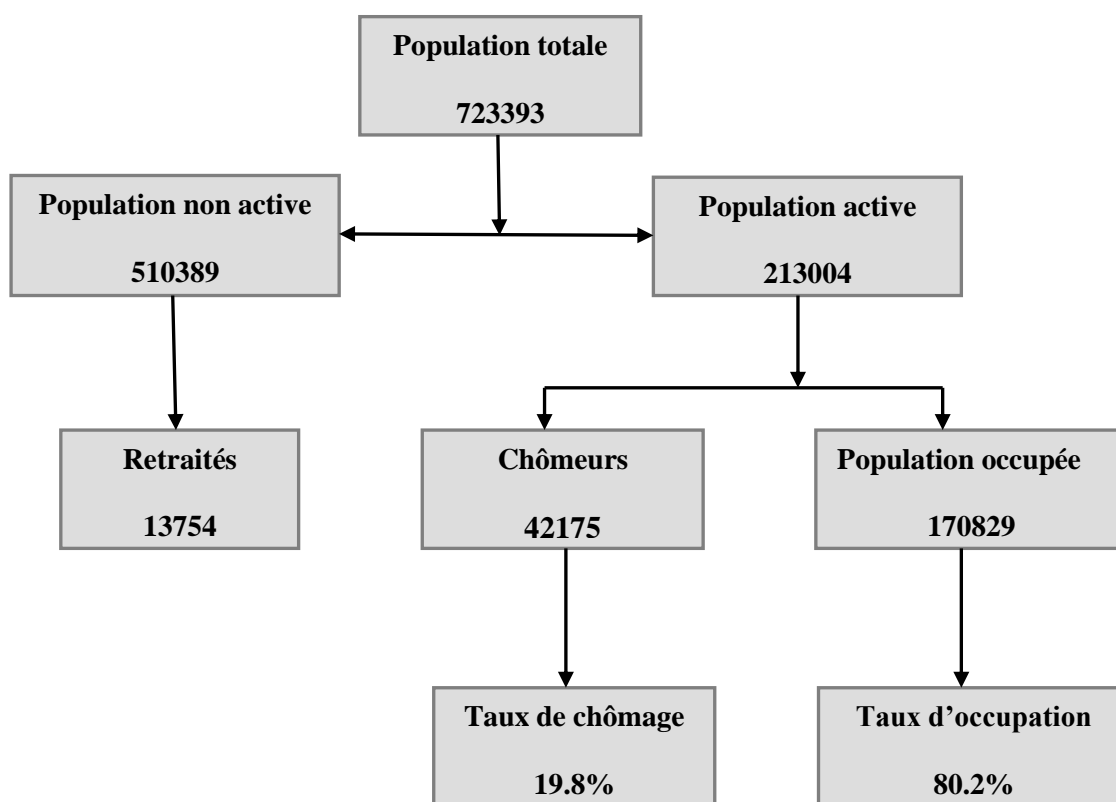 Population totale
723393
Population non active
510389
Population active
213004
Retraités
13754
Chômeurs
42175
Population occupée
170829
Taux de chômage
19.8%
Taux d’occupation
80.2%